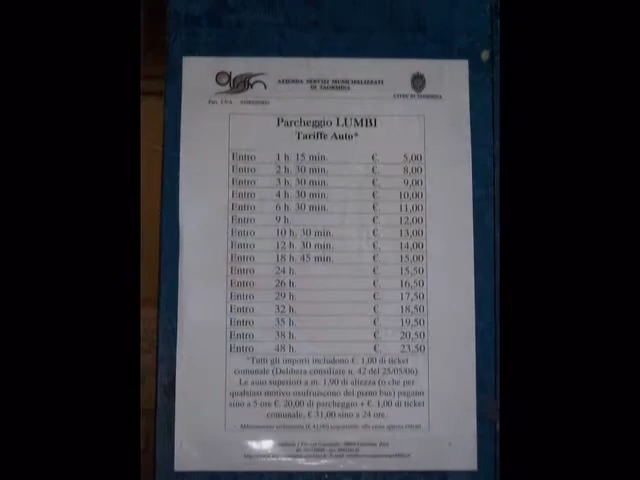 AZIENDA SERVIZI MUNICIPALIZZATI
DI TAORMINA
CITTA' DI TAORMINA
Parcheggio LUMBI
Tariffe Auto*
Entro 1 h. 15 min. €. 5,00
Entro 2 h. 30 min. €. 8,00
Entro 3 h. 30 min. €. 9,00
Entro 4 h. 30 min. €. 10,00
Entro 6 h. 30 min. €. 11,00
Entro 9 h. €. 12,00
Entro 10 h. 30 min. €. 13,00
Entro 12 h. 30 min. €. 14,00
Entro 18 h. 45 min. €. 15,00
Entro 24 h. €. 15,50
Entro 26 h. €. 16,50
Entro 29 h. €. 17,50
Entro 32 h. €. 18,50
Entro 35 h. €. 19,50
Entro 38 h. €. 20,50
Entro 48 h. €. 23,50
*Tutti gli importi includono €. 1,00 di ticket
comunale (Delibera consiliare n. 42 del 25/05/06)
Le auto superiori a m. 1,90 di altezza (o che per
qualsiasi motivo usufruiscono del piano bus) pagano
sino a 5 ore €. 20,00 di parcheggio + €. 1,00 di ticket
comunale, €. 31,00 sino a 24 ore.